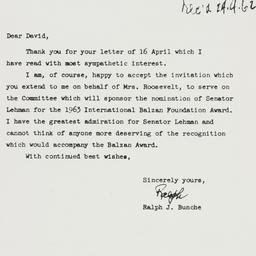 Rec'd 24.4.62
Dear David,
Thank you for your letter of 16 April which I
have read with most sympathetic interest.
I am, of course, happy to accept the invitation which
you extend to me on behalf of Mrs. Roosevelt, to serve on
the Committee which will sponsor the nomination of Senator
Lehman for the 1963 International Balzan Foundation Award.
I have the greatest admiration for Senator Lehman and
cannot think of anyone more deserving of the recognition
which would accompany the Balzan Award.
With continued best wishes,
Sincerely yours,
Ralph
Ralph J. Bunche